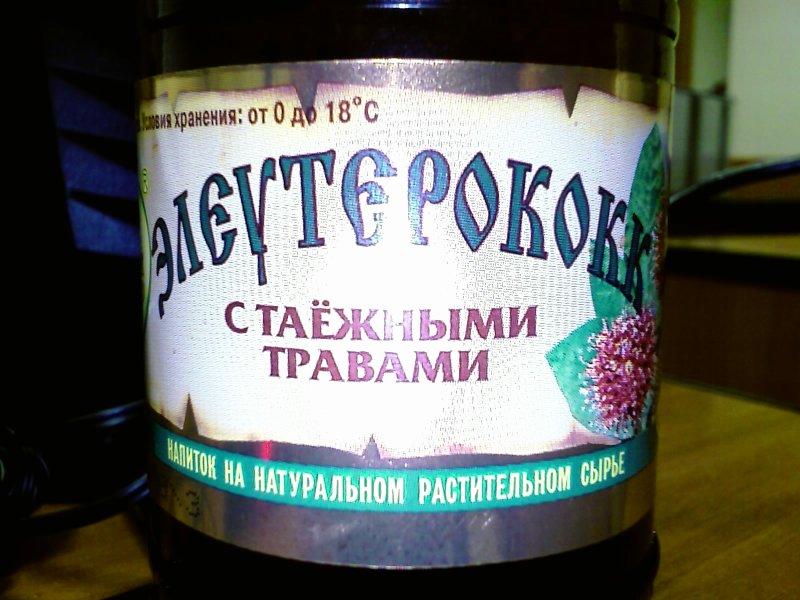 Условия хранения: от 0 до 18°С
®
ЭЛЕУТЕРОКОКК
С ТАЁЖНЫМИ
ТРАВАМИ
НАПИТОК НА НАТУРАЛЬНОМ РАСТИТЕЛЬНОМ СЫРЬЕ